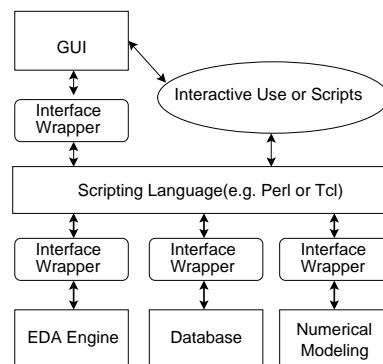 GUI
Interface
Wrapper
Interactive Use or Scripts
Scripting Language(e.g. Perl or Tcl)
Interface
Wrapper
Interface
Wrapper
Interface
Wrapper
EDA Engine
Database
Numerical
Modeling